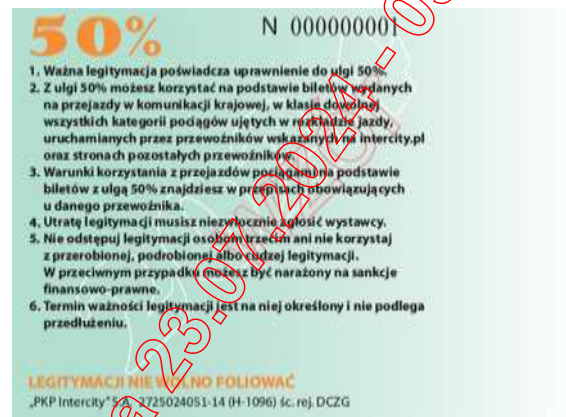 50%
N 000000001
1. Ważna legitymacja poświadcza uprawnienie do ulgi 50%.
2. Z ulgi 50% możesz korzystać na podstawie biletów wydanych
na przejazdy w komunikacji krajowej, w klasie dowolnej
wszystkich kategorii pociągów ujętych w rozkładzie jazdy,
uruchamianych przez przewoźników wskazanych na intercity.pl
oraz stronach pozostałych przewoźników.
3. Warunki korzystania z przejazdów pociągami na podstawie
biletów z ulgą 50% znajdziesz w przepisach obowiązujących
u danego przewoźnika.
4. Utratę legitymacji musisz niezwłocznie zgłosić wystawcy.
5. Nie odstępuj legitymacji osobom trzecim ani nie korzystaj
z przerobionej, podrobionej albo cudzej legitymacji.
W przeciwnym przypadku możesz być narażony na sankcje
finansowo-prawne.
6. Termin ważności legitymacji jest na niej określony i nie podlega
przedłużeniu.
LEGITYMACJI NIE WOLNO FOLIOWAĆ
„PKP Intercity” S.A. 2725024051-14 (H-1096) śc. rej. DCZG
a 23.07.2024 - 05